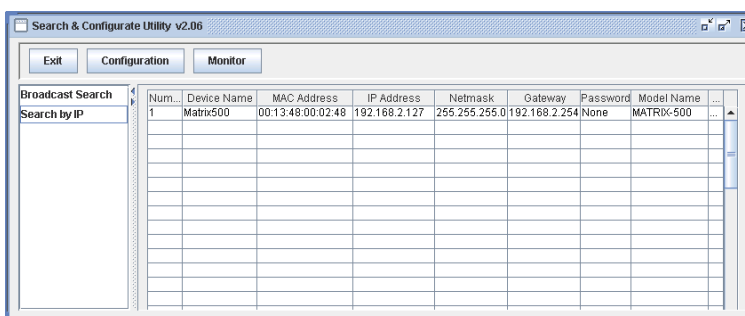 Search & Configurate Utility v2.06
Exit Configuration Monitor
Broadcast Search
Search by IP
Num... Device Name MAC Address IP Address Netmask Gateway Password Model Name ...
1 Matrix500 00:13:48:00:02:48 192.168.2.127 255.255.255.0 192.168.2.254 None MATRIX-500 ...